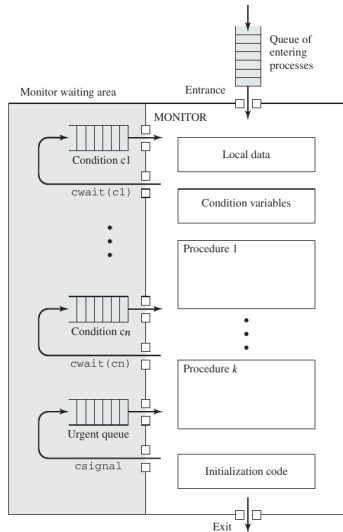 Queue of
entering
processes
Monitor waiting area
Entrance
MONITOR
Condition c1
Local data
cwait(c1)
Condition variables
Procedure 1
Condition cn
cwait(cn)
Procedure k
Urgent queue
csignal
Initialization code
Exit